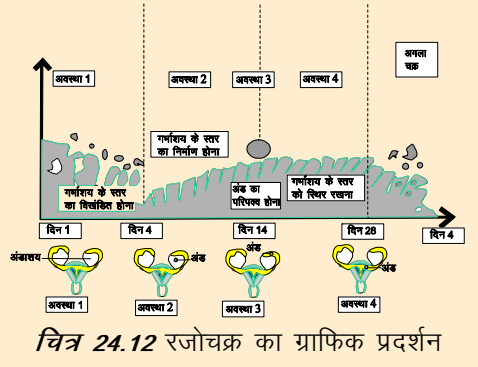 अगला
चक्र
अवस्था 1
अवस्था 2
अवस्था 3
अवस्था 4
गर्भाशय के स्तर
का निर्माण होना
गर्भाशय के स्तर
का विखंडित होना
अंड का
परिपक्व होना
गर्भाशय के स्तर
को स्थिर रखना
दिन 1
दिन 4
दिन 14
दिन 28
दिन 4
अंडाशय
अंड
अंड
अंड
अवस्था 1
अवस्था 2
अवस्था 3
अवस्था 4
चित्र 24.12 रजोचक्र का ग्राफिक प्रदर्शन